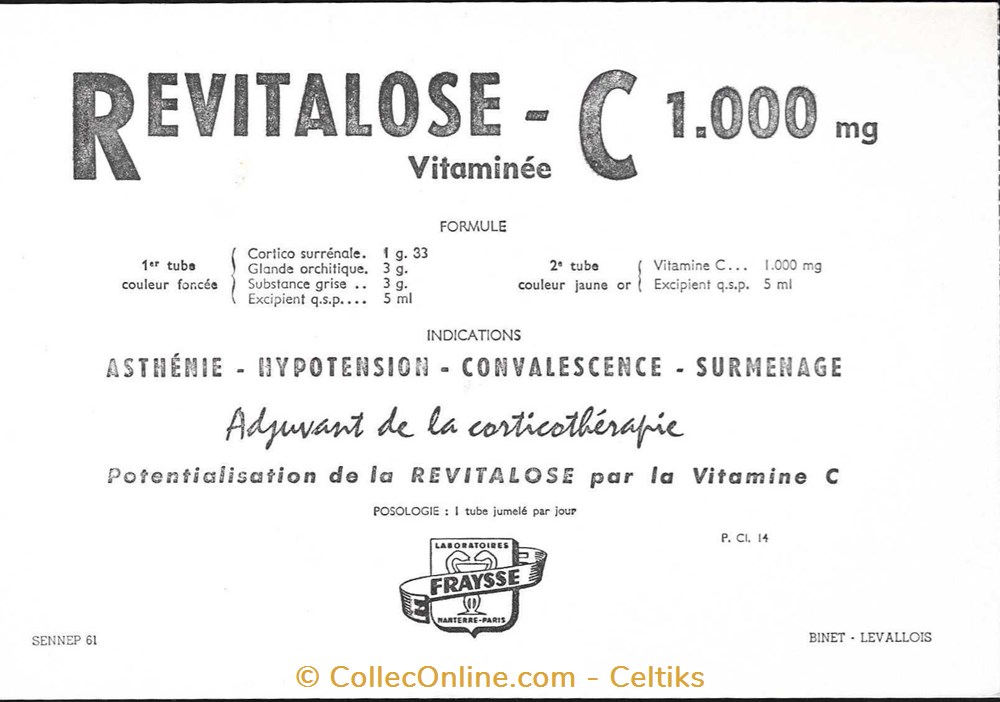 REVITALOSE - C 1.000 mg
Vitaminée
FORMULE
1er tube
couleur foncée
Cortico surrénale. 1 g. 33
Glande orchitique. 3 g.
Substance grise .. 3 g.
Excipient q.s.p.... 5 ml
2e tube
couleur jaune or
Vitamine C... 1.000 mg
Excipient q.s.p. 5 ml
INDICATIONS
ASTHÉNIE - HYPOTENSION - CONVALESCENCE - SURMENAGE
Adjuvant de la corticothérapie
Potentialisation de la REVITALOSE par la Vitamine C
POSOLOGIE : 1 tube jumelé par jour
P. Cl. 14
LABORATOIRES
FRAYSSE
NANTERRE-PARIS
SENNEP 61
BINET - LEVALLOIS
© CollecOnline.com - Celtiks